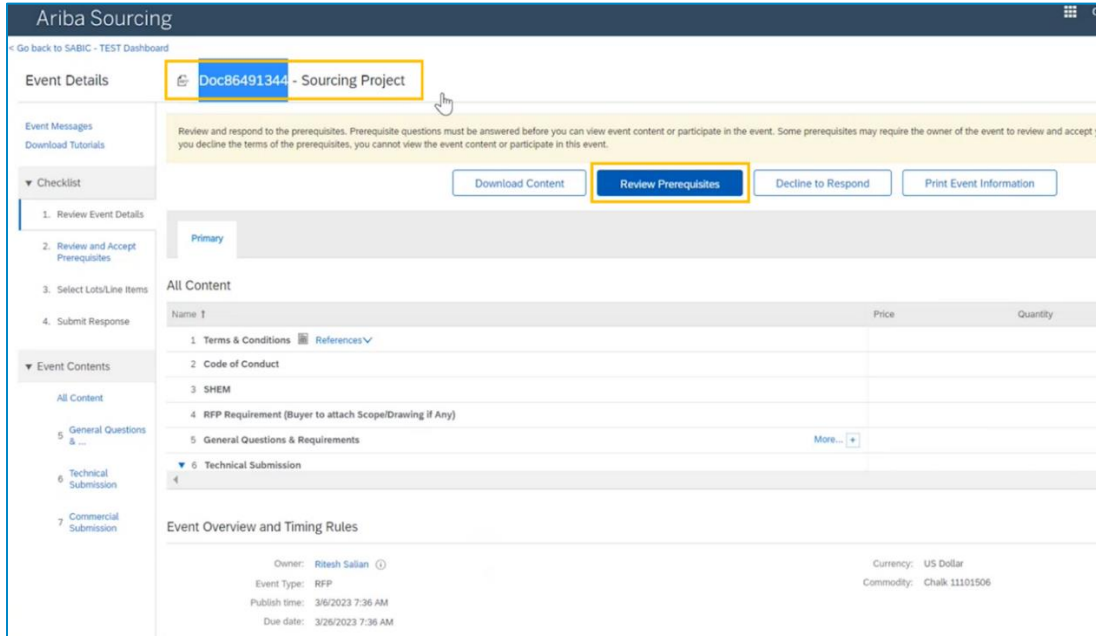 Ariba Sourcing
< Go back to SABIC - TEST Dashboard
Event Details
Doc86491344 - Sourcing Project
Event Messages
Download Tutorials
Review and respond to the prerequisites. Prerequisite questions must be answered before you can view event content or participate in the event. Some prerequisites may require the owner of the event to review and accept
you decline the terms of the prerequisites, you cannot view the event content or participate in this event.
Download Content
Review Prerequisites
Decline to Respond
Print Event Information
▼ Checklist
1. Review Event Details
2. Review and Accept
Prerequisites
3. Select Lots/Line Items
4. Submit Response
▼ Event Contents
All Content
5 General Questions
& ...
6 Technical
Submission
7 Commercial
Submission
Primary
All Content
Name ↑ Price Quantity
1 Terms & Conditions References
2 Code of Conduct
3 SHEM
4 RFP Requirement (Buyer to attach Scope/Drawing if Any)
5 General Questions & Requirements More... +
▼ 6 Technical Submission
Event Overview and Timing Rules
Owner: Ritesh Salian
Event Type: RFP
Publish time: 3/6/2023 7:36 AM
Due date: 3/26/2023 7:36 AM
Currency: US Dollar
Commodity: Chalk 11101506